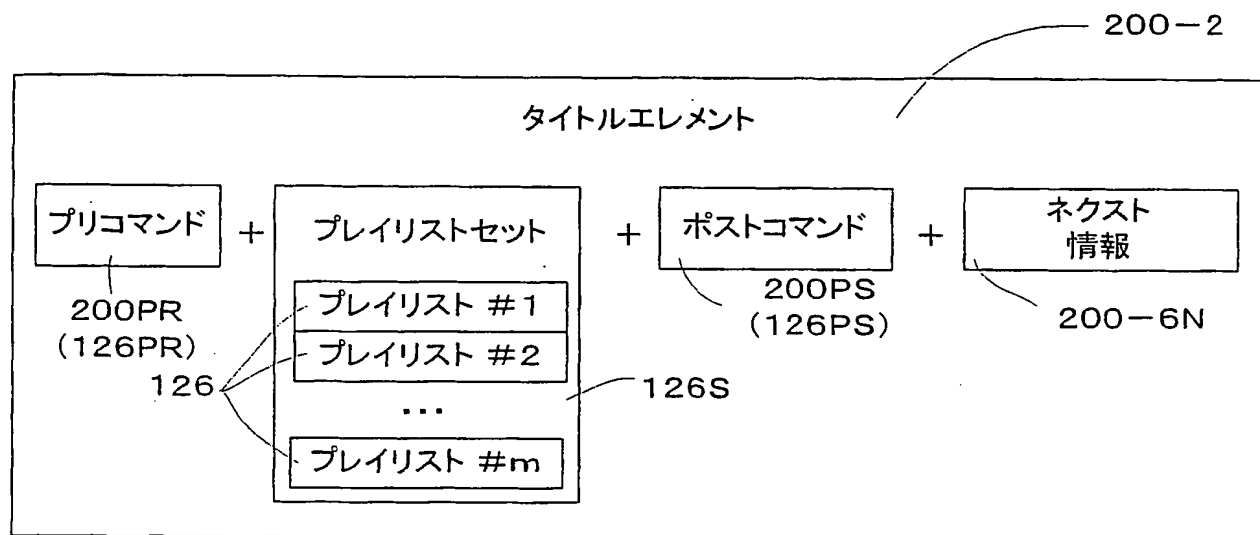 200-2
タイトルエレメント
プリコマンド
+
プレイリストセット
+
ポストコマンド
+
ネクスト
情報
200PR
(126PR)
プレイリスト #1
プレイリスト #2
...
プレイリスト #m
126
126S
200PS
(126PS)
200-6N